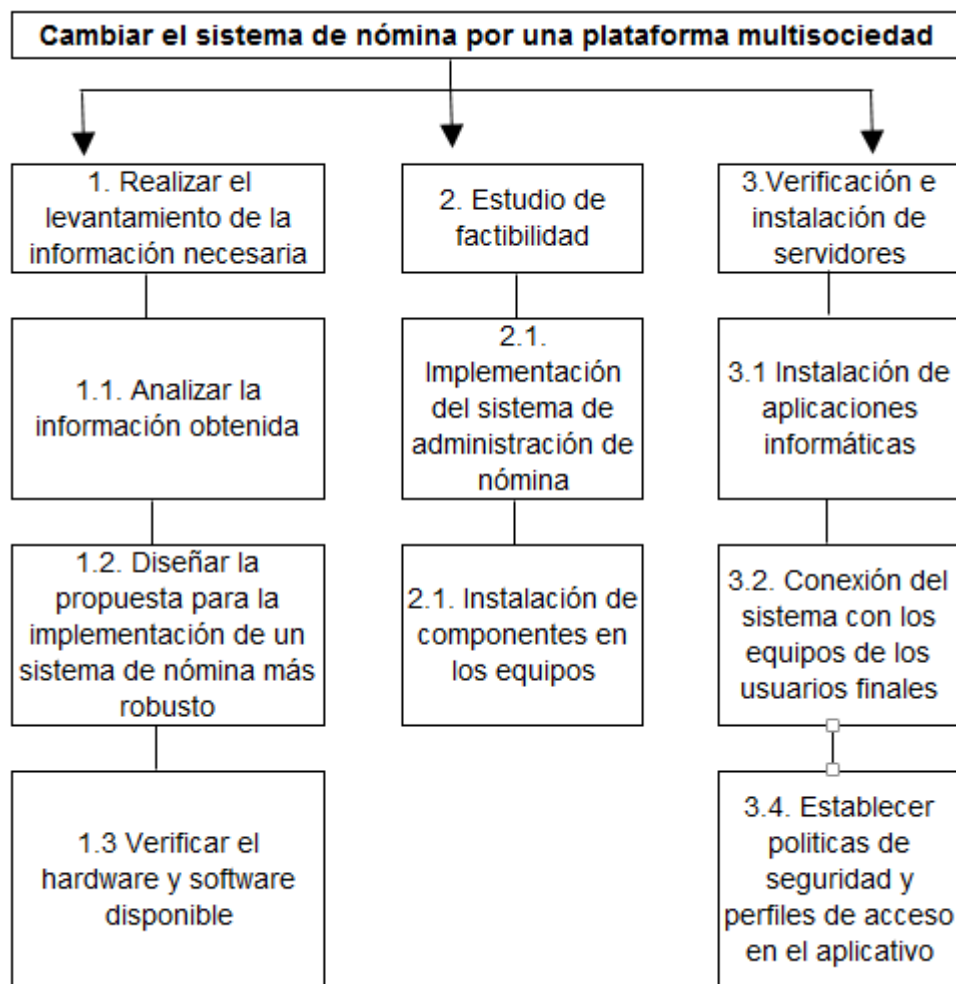 Cambiar el sistema de nómina por una plataforma multisociedad
1. Realizar el
levantamiento de la
información necesaria
1.1. Analizar la
información obtenida
1.2. Diseñar la
propuesta para la
implementación de un
sistema de nómina más
robusto
1.3 Verificar el
hardware y software
disponible
2. Estudio de
factibilidad
2.1.
Implementación
del sistema de
administración de
nómina
2.1. Instalación de
componentes en
los equipos
3.Verificación e
instalación de
servidores
3.1 Instalación de
aplicaciones
informáticas
3.2. Conexión del
sistema con los
equipos de los
usuarios finales
3.4. Establecer
politicas de
seguridad y
perfiles de acceso
en el aplicativo